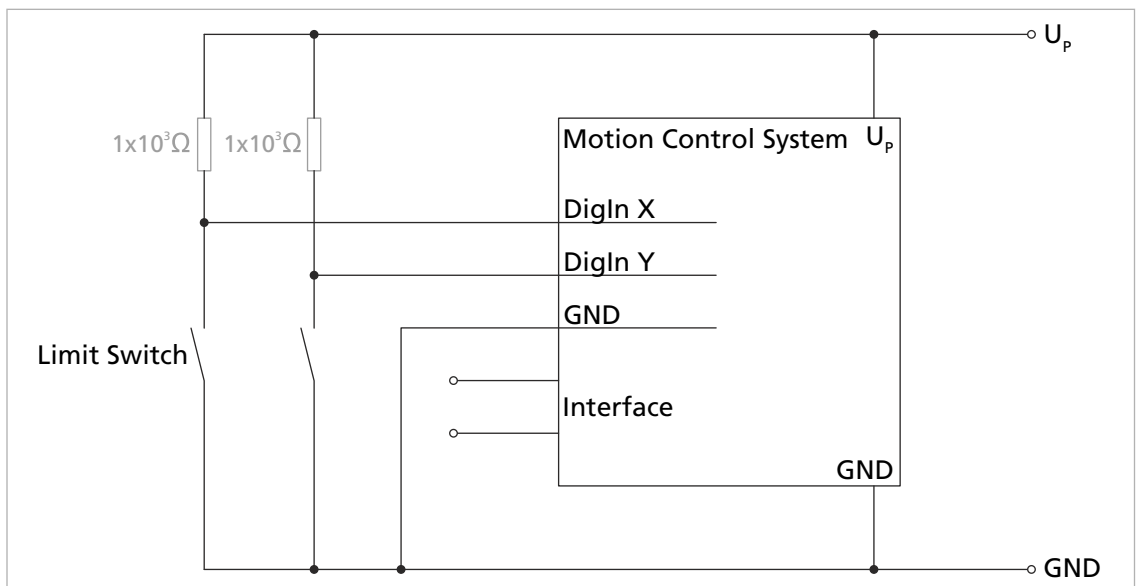 U_P
1x10³Ω 1x10³Ω
Motion Control System U_P
DigIn X
DigIn Y
GND
Limit Switch
Interface
GND
GND